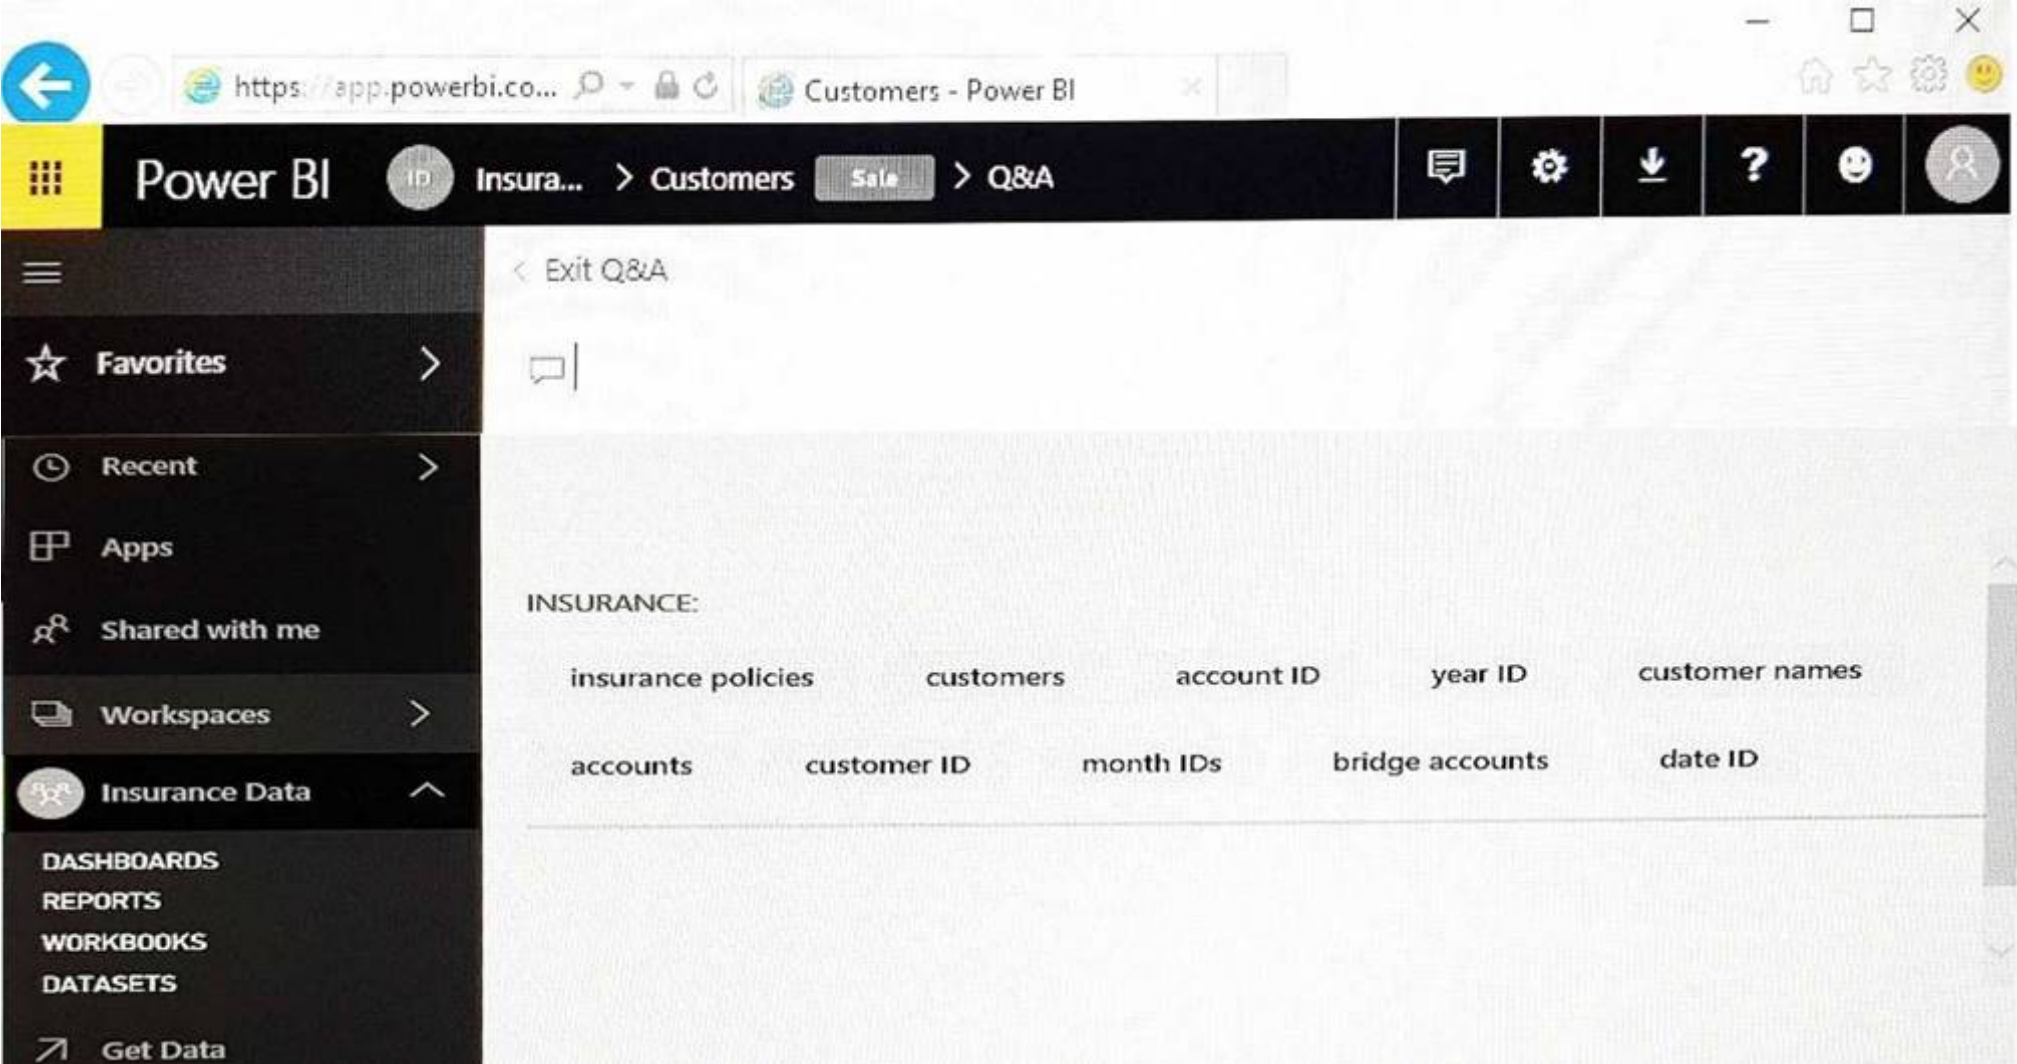 https://app.powerbi.co... Customers - Power BI
Power BI ID Insura... > Customers Sale > Q&A
< Exit Q&A
Favorites >
Recent >
Apps
Shared with me
Workspaces >
Insurance Data
DASHBOARDS
REPORTS
WORKBOOKS
DATASETS
Get Data
INSURANCE:
insurance policies customers account ID year ID customer names
accounts customer ID month IDs bridge accounts date ID